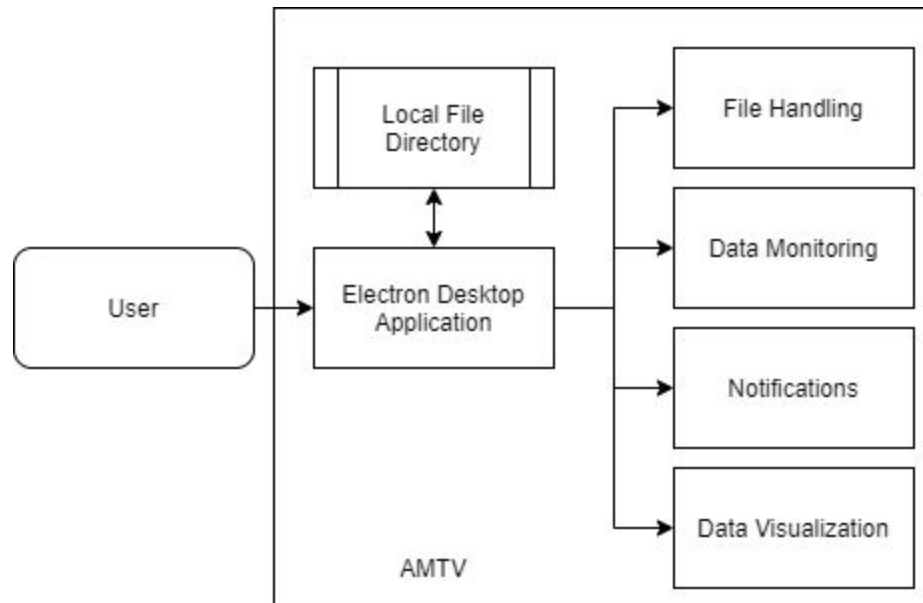 Local File
Directory
File Handling
Data Monitoring
User
Electron Desktop
Application
Notifications
Data Visualization
AMTV